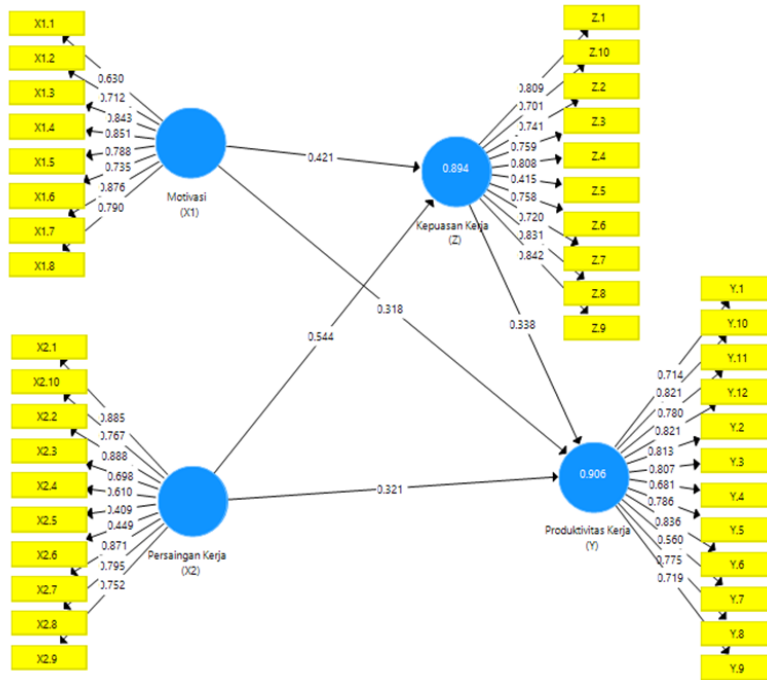 X1.1
X1.2
X1.3
X1.4
X1.5
X1.6
X1.7
X1.8
0.630
0.712
0.843
0.851
0.788
0.735
0.876
0.790
Motivasi
(X1)
0.421
0.318
0.544
0.321
0.338
0.894
Kepuasan Kerja
(Z)
0.809
0.701
0.741
0.759
0.808
0.415
0.758
0.720
0.831
0.842
Z.1
Z.10
Z.2
Z.3
Z.4
Z.5
Z.6
Z.7
Z.8
Z.9
X2.1
X2.10
X2.2
X2.3
X2.4
X2.5
X2.6
X2.7
X2.8
X2.9
0.885
0.767
0.888
0.698
0.610
0.409
0.449
0.871
0.795
0.752
Persaingan Kerja
(X2)
0.906
Produktivitas Kerja
(Y)
0.714
0.821
0.780
0.821
0.813
0.807
0.681
0.786
0.836
0.560
0.775
0.719
Y.1
Y.10
Y.11
Y.12
Y.2
Y.3
Y.4
Y.5
Y.6
Y.7
Y.8
Y.9